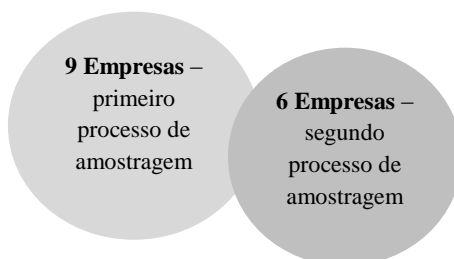 9 Empresas –
primeiro
processo de
amostragem
6 Empresas –
segundo
processo de
amostragem